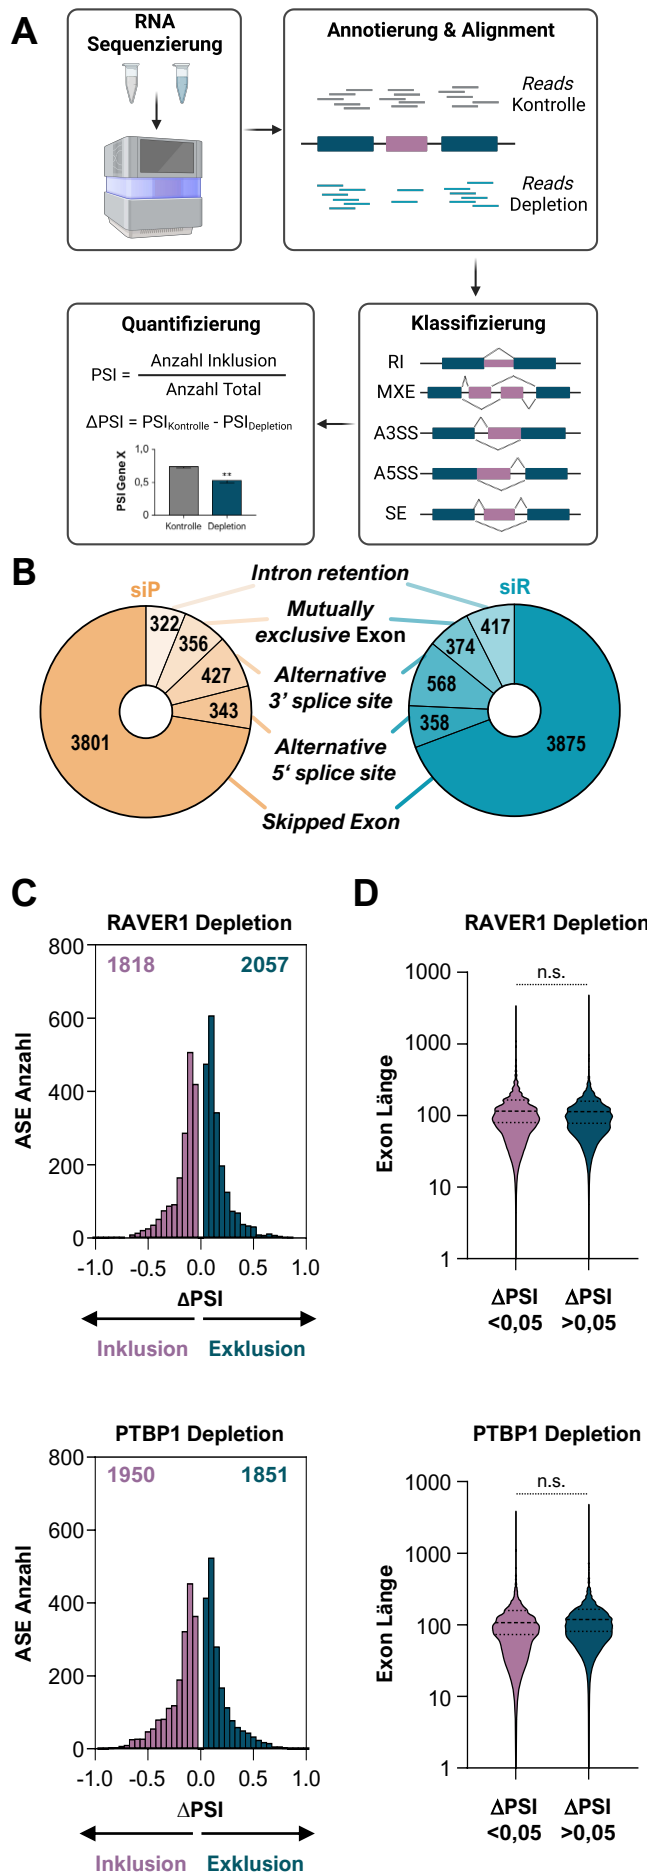 A
RNA
Sequenzierung
Annotierung & Alignment
Reads
Kontrolle
Reads
Depletion
Quantifizierung
PSI = Anzahl Inklusion
Anzahl Total
ΔPSI = PSIKontrolle - PSIDepletion
PSI Gene X
1,0
0,5
0
**
Kontrolle
Depletion
Klassifizierung
RI
MXE
A3SS
A5SS
SE
B
siP
322
356
427
343
3801
Intron retention
Mutually
exclusive Exon
Alternative
3’ splice site
Alternative
5‘ splice site
Skipped Exon
siR
417
374
568
358
3875
C
RAVER1 Depletion
1818
2057
ASE Anzahl
800
600
400
200
0
-1.0
-0.5
0.0
0.5
1.0
ΔPSI
Inklusion
Exklusion
PTBP1 Depletion
1950
1851
ASE Anzahl
800
600
400
200
0
-1.0
-0.5
0.0
0.5
1.0
ΔPSI
Inklusion
Exklusion
D
RAVER1 Depletion
n.s.
Exon Länge
1000
1000
100
10
1
ΔPSI
<0,05
ΔPSI
>0,05
PTBP1 Depletion
n.s.
Exon Länge
1000
1000
100
10
1
ΔPSI
<0,05
ΔPSI
>0,05